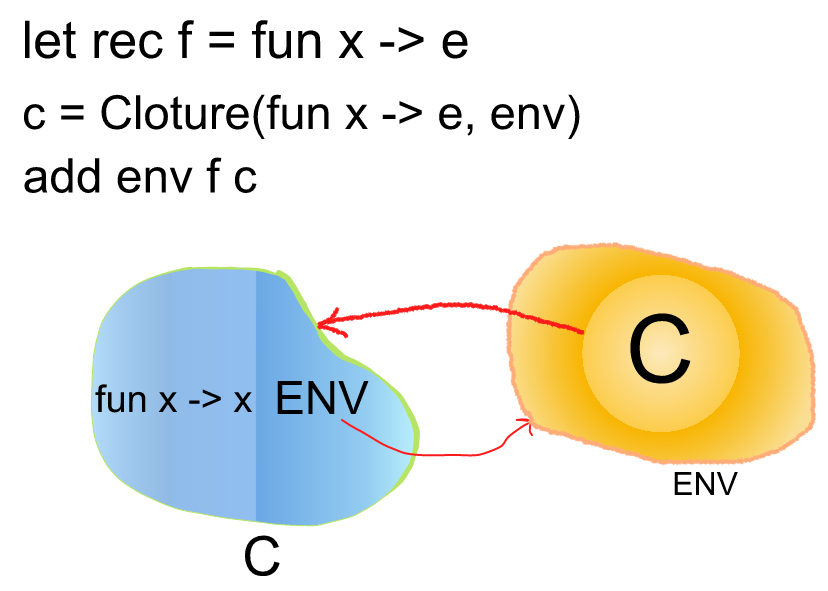 let rec f = fun x -> e
c = Cloture(fun x -> e, env)
add env f c
C
fun x -> x ENV
ENV
C